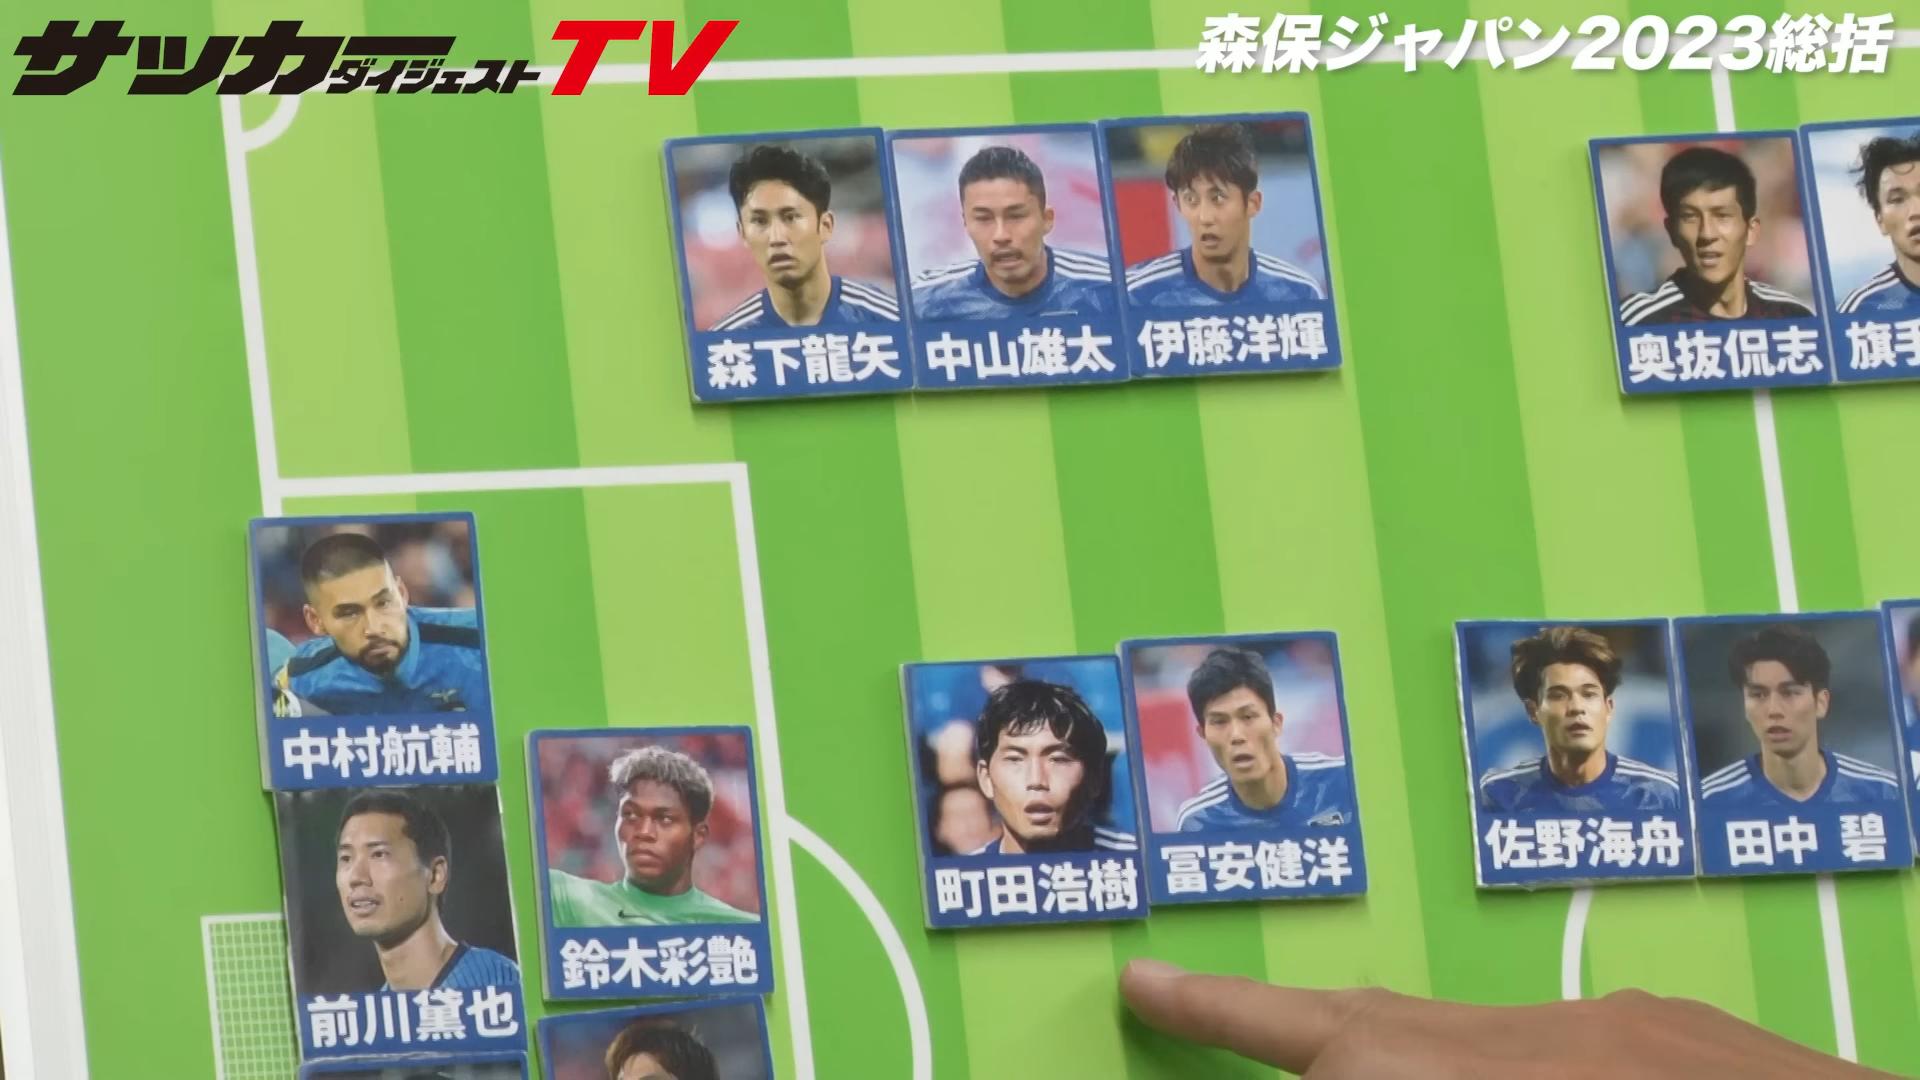 サッカーダイジェストTV
森保ジャパン2023総括
森下龍矢
中山雄太
伊藤洋輝
奥抜侃志
旗手
中村航輔
鈴木彩艶
町田浩樹
冨安健洋
佐野海舟
田中 碧
前川黛也